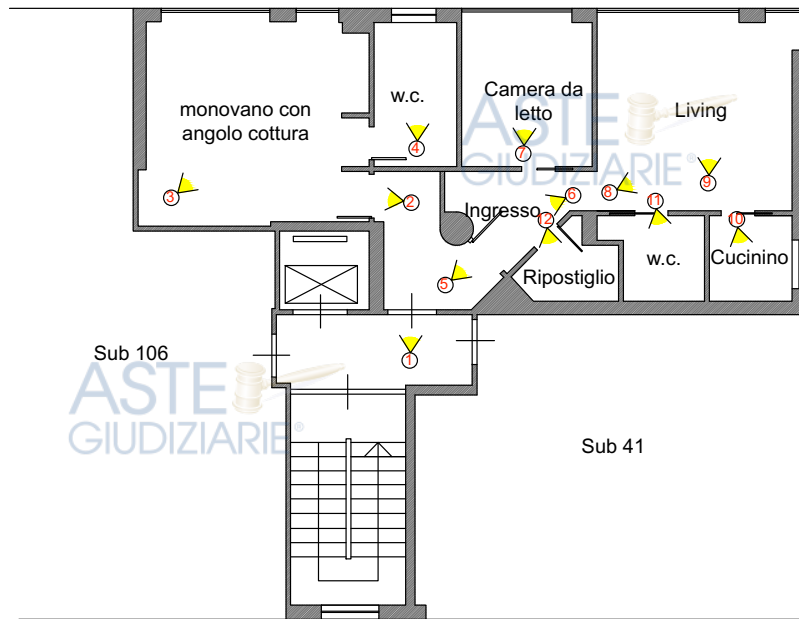 monovano con
angolo cottura
w.c.
Camera da
letto
Living
ASTE
GIUDIZIARIE®
4
7
3
2
6
8
9
Ingresso
11
12
10
5
Ripostiglio
w.c.
Cucinino
Sub 106
1
ASTE
GIUDIZIARIE®
Sub 41